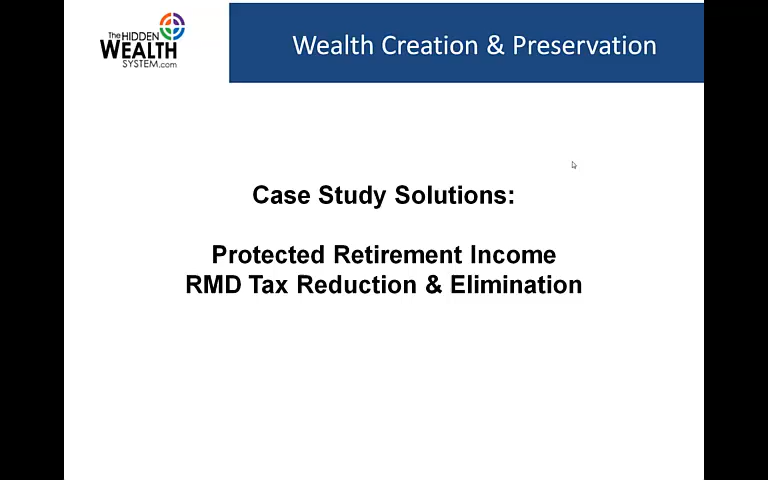 The HIDDEN
WEALTH
SYSTEM.com
Wealth Creation & Preservation
Case Study Solutions:
Protected Retirement Income
RMD Tax Reduction & Elimination